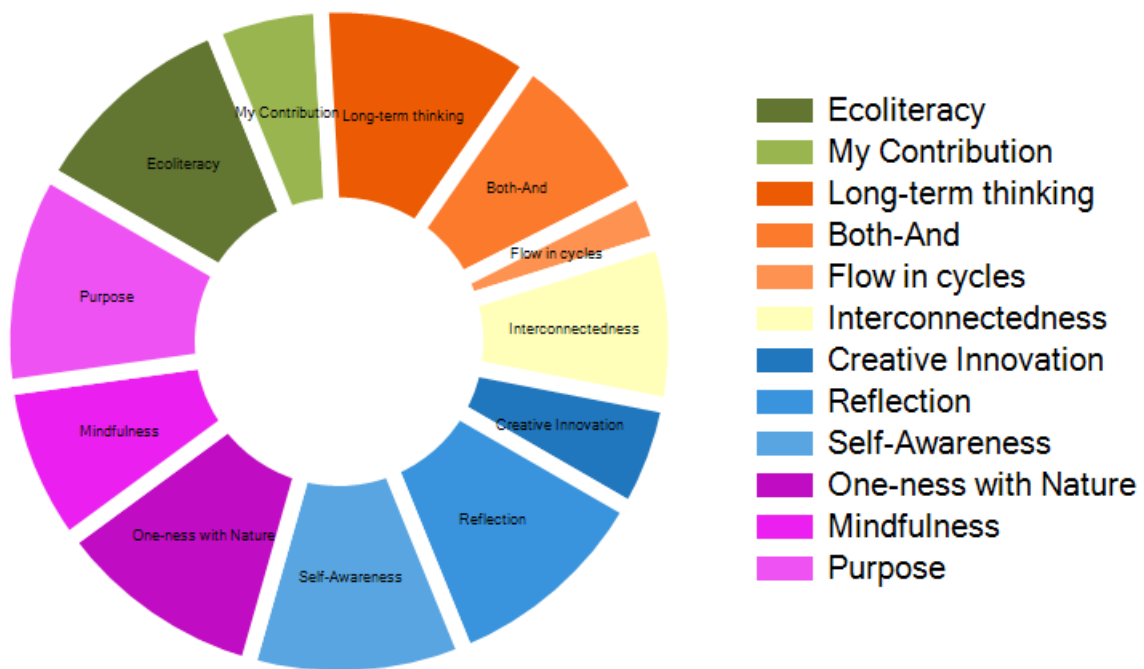 My Contribution
Long-term thinking
Ecoliteracy
Both-And
Flow in cycles
Purpose
Interconnectedness
Mindfulness
Creative Innovation
Reflection
One-ness with Nature
Self-Awareness
Ecoliteracy
My Contribution
Long-term thinking
Both-And
Flow in cycles
Interconnectedness
Creative Innovation
Reflection
Self-Awareness
One-ness with Nature
Mindfulness
Purpose